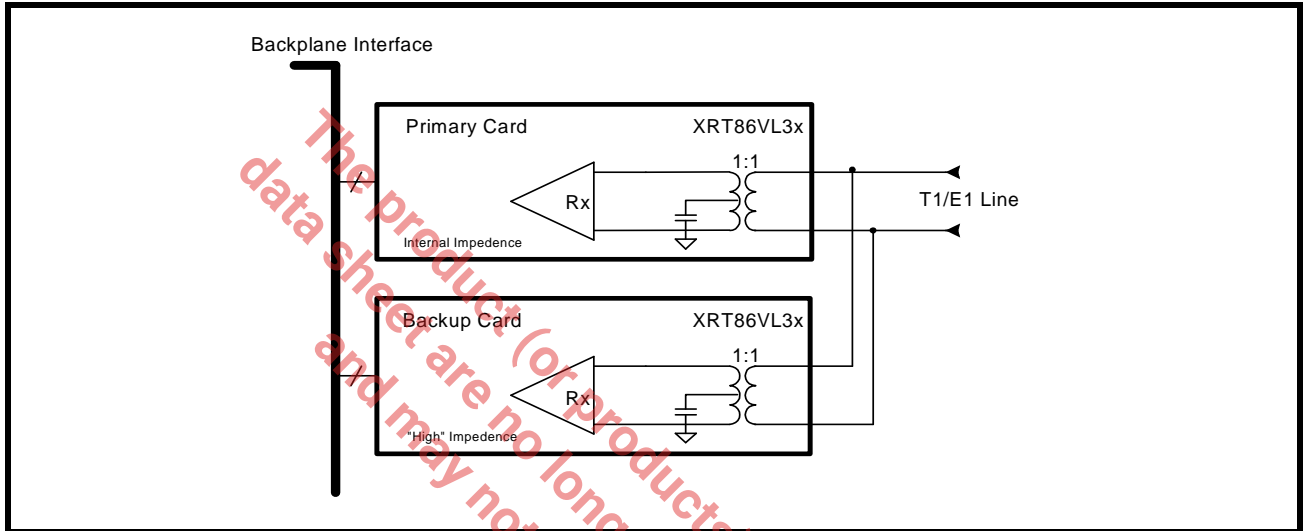 Backplane Interface
Primary Card
XRT86VL3x
1:1
Rx
T1/E1 Line
Internal Impedence
Backup Card
XRT86VL3x
1:1
Rx
"High" Impedence
The product (or products
data sheet are no long
and may not